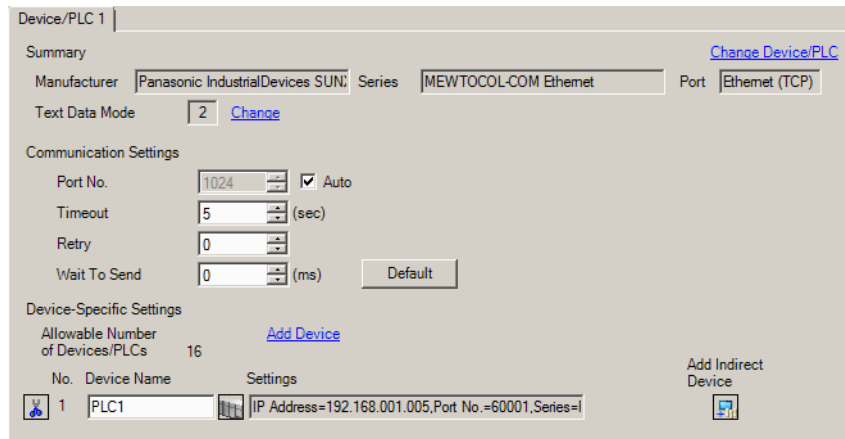 Device/PLC 1
Summary
Change Device/PLC
Manufacturer Panasonic IndustrialDevices SUN Series MEWTOCOL-COM Ethernet Port Ethernet (TCP)
Text Data Mode 2 Change
Communication Settings
Port No. 1024 Auto
Timeout 5 (sec)
Retry 0
Wait To Send 0 (ms) Default
Device-Specific Settings
Allowable Number
of Devices/PLCs 16 Add Device
Add Indirect
Device
No. Device Name Settings
1 PLC1 IP Address=192.168.001.005,Port No.=60001,Series=